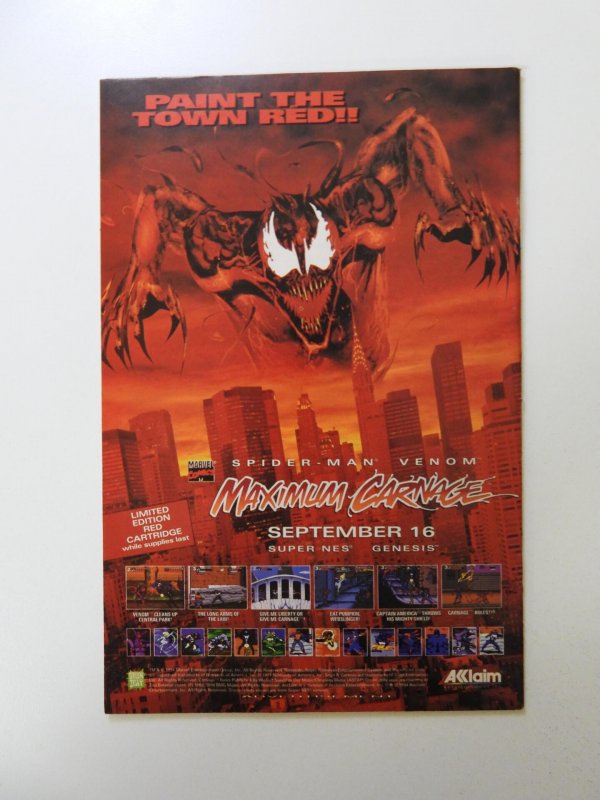 PAINT THE
TOWN RED!!
MARVEL
SPIDER-MAN VENOM
MAXIMUM CARNAGE
LIMITED
EDITION
RED
CARTRIDGE
while supplies last
SEPTEMBER 16
SUPER NES GENESIS
VENOM CLEANS UP
CENTRAL PARK!
THE LONG ARMS OF
THE LAB!
GIVE ME LIBERTY OR
GIVE ME CARNAGE
EAT PUMPKIN,
WEBSLINGER!
CAPTAIN AMERICA THROWS
HIS MIGHTY SHIELD!
CARNAGE RULES!
AKklaim